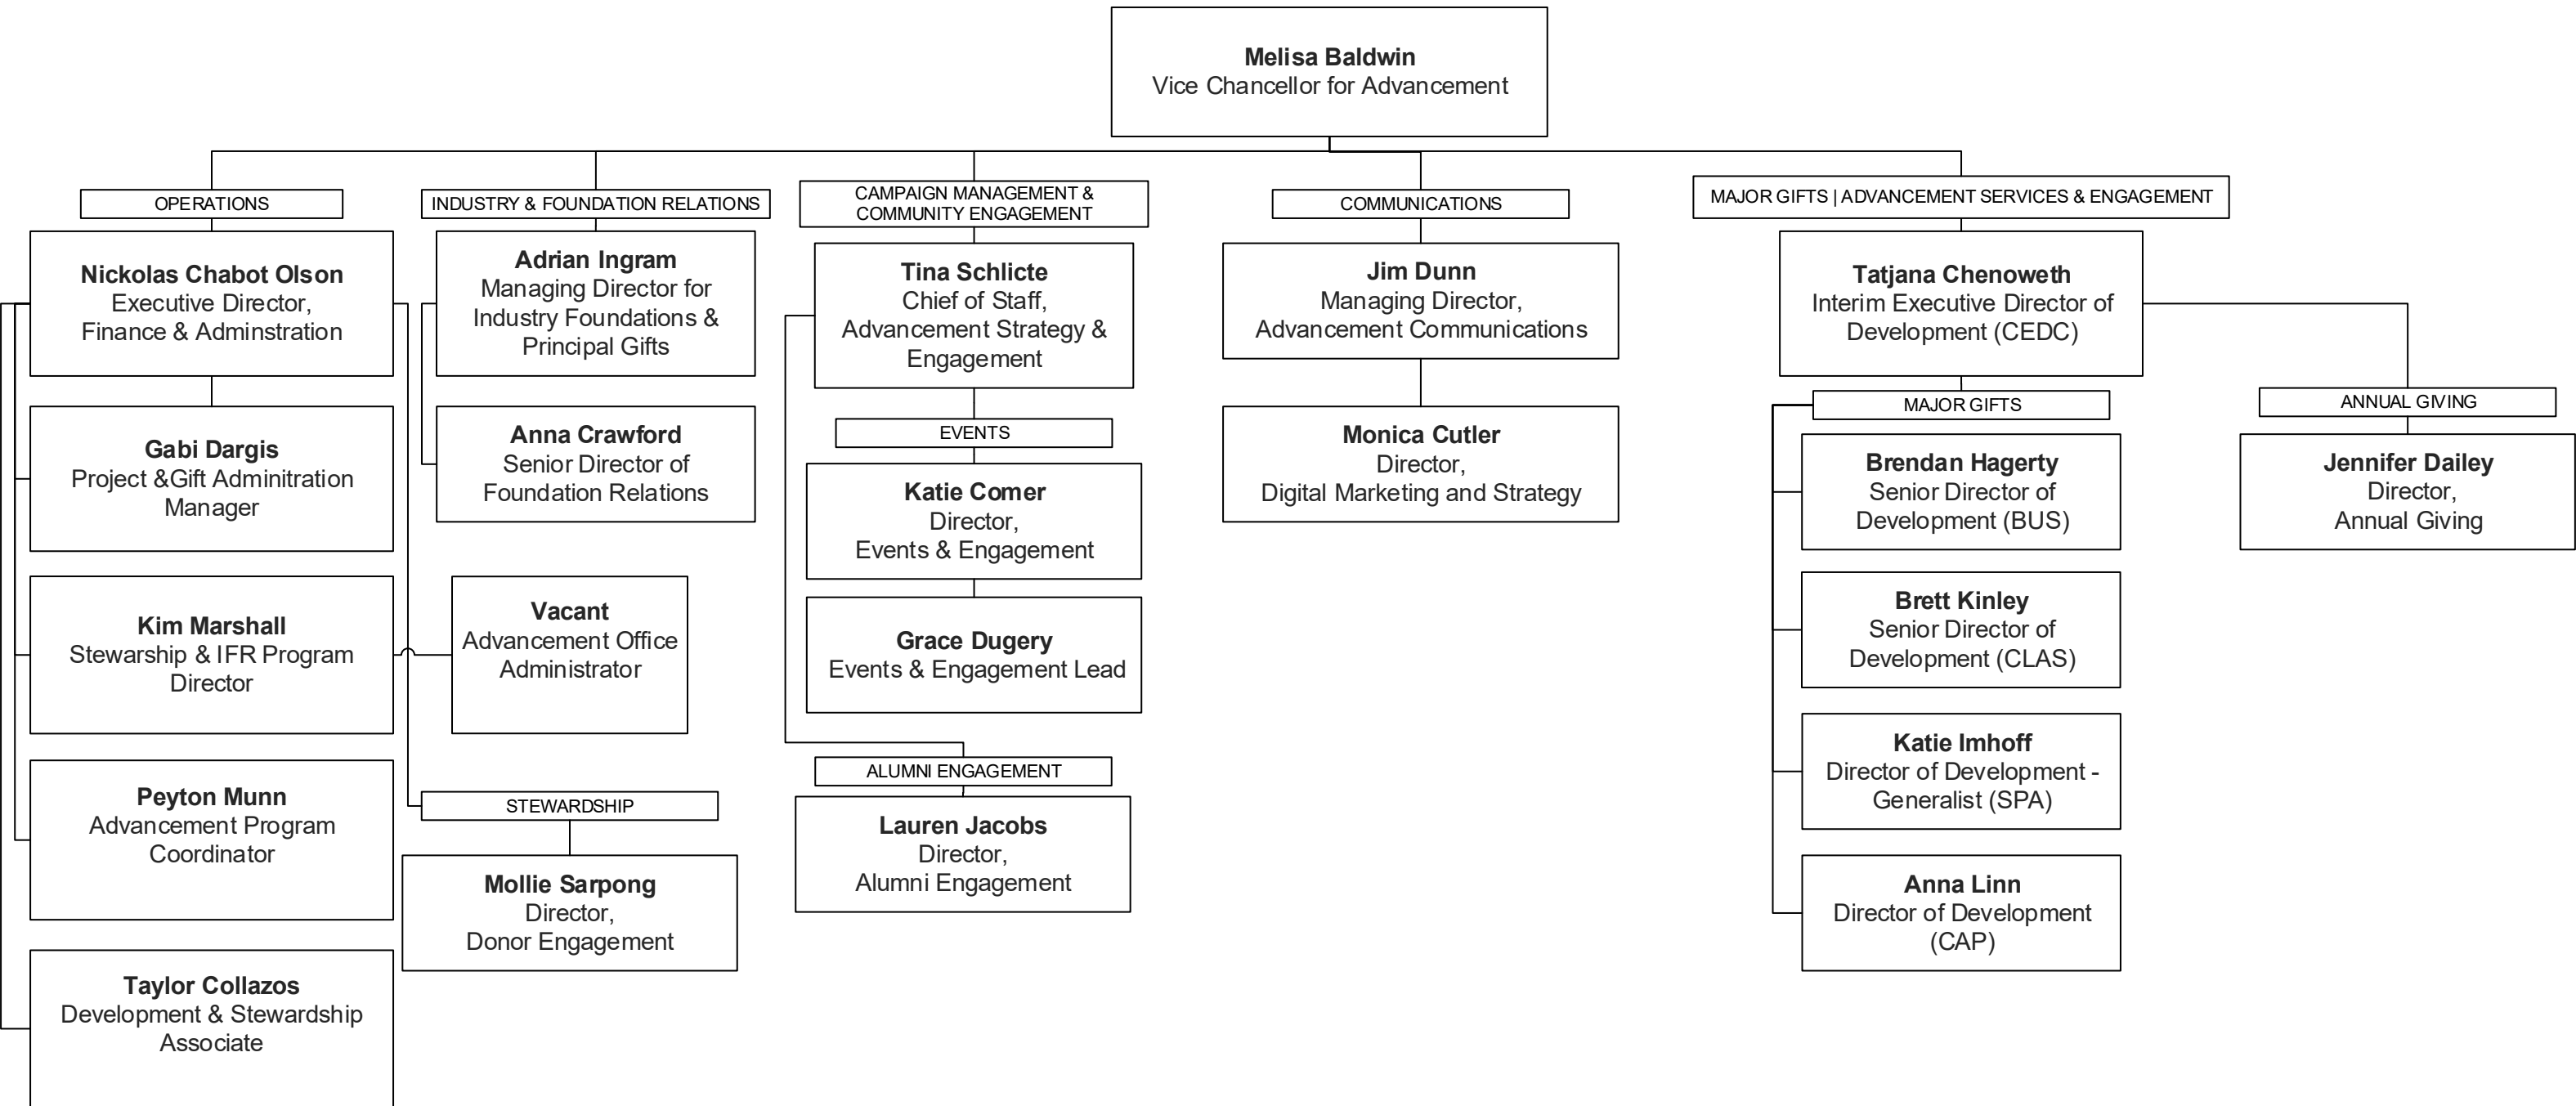 Melisa Baldwin
Vice Chancellor for Advancement
OPERATIONS
Nickolas Chabot Olson
Executive Director,
Finance & Adminstration
Gabi Dargis
Project &Gift Adminitration
Manager
Kim Marshall
Stewarship & IFR Program
Director
Vacant
Advancement Office
Administrator
Peyton Munn
Advancement Program
Coordinator
Taylor Collazos
Development & Stewardship
Associate
STEWARDSHIP
Mollie Sarpong
Director,
Donor Engagement
INDUSTRY & FOUNDATION RELATIONS
Adrian Ingram
Managing Director for
Industry Foundations &
Principal Gifts
Anna Crawford
Senior Director of
Foundation Relations
CAMPAIGN MANAGEMENT &
COMMUNITY ENGAGEMENT
Tina Schlicte
Chief of Staff,
Advancement Strategy &
Engagement
EVENTS
Katie Comer
Director,
Events & Engagement
Grace Dugery
Events & Engagement Lead
ALUMNI ENGAGEMENT
Lauren Jacobs
Director,
Alumni Engagement
COMMUNICATIONS
Jim Dunn
Managing Director,
Advancement Communications
Monica Cutler
Director,
Digital Marketing and Strategy
MAJOR GIFTS | ADVANCEMENT SERVICES & ENGAGEMENT
Tatjana Chenoweth
Interim Executive Director of
Development (CEDC)
MAJOR GIFTS
Brendan Hagerty
Senior Director of
Development (BUS)
Brett Kinley
Senior Director of
Development (CLAS)
Katie Imhoff
Director of Development -
Generalist (SPA)
Anna Linn
Director of Development
(CAP)
ANNUAL GIVING
Jennifer Dailey
Director,
Annual Giving